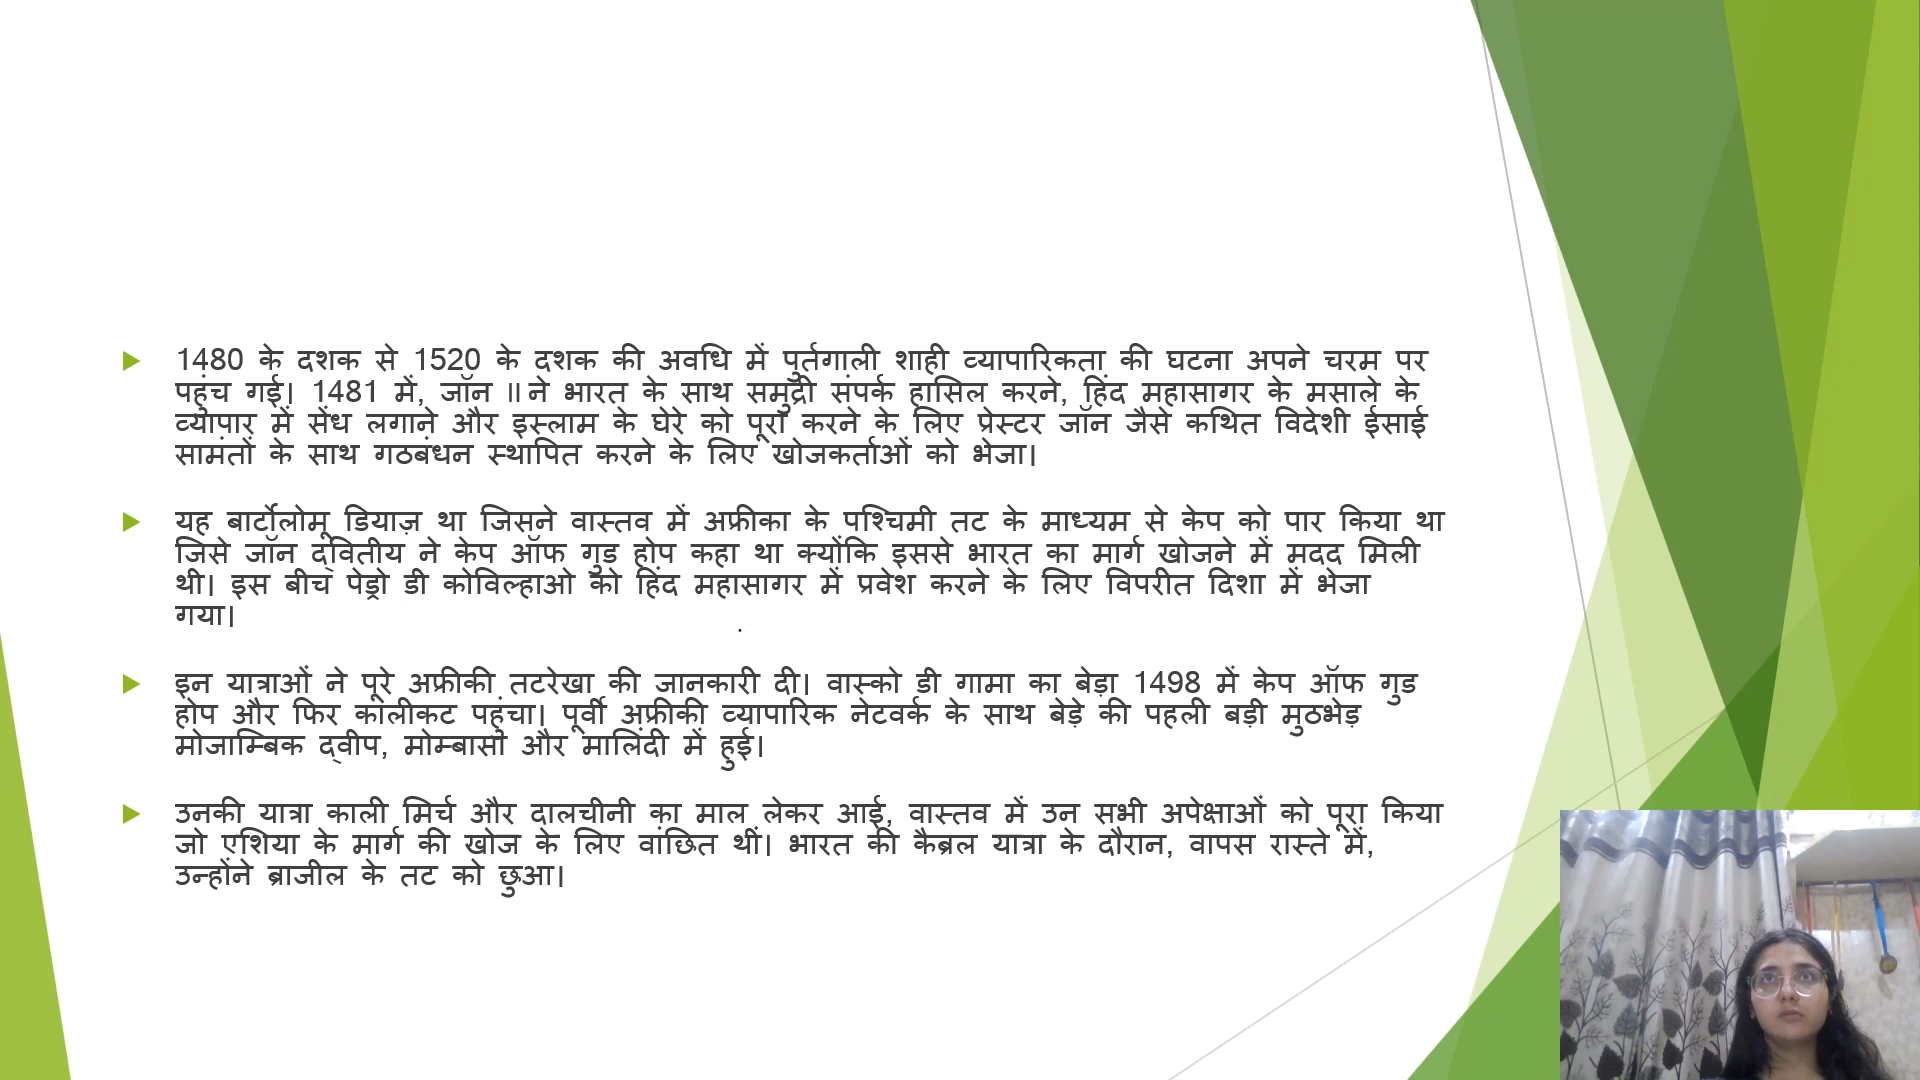 1480 के दशक से 1520 के दशक की अवधि में पुर्तगाली शाही व्यापारिकता की घटना अपने चरम पर
पहुंच गई। 1481 में, जॉन II ने भारत के साथ समुद्री संपर्क हासिल करने, हिंद महासागर के मसाले के
व्यापार में सेंध लगाने और इस्लाम के घेरे को पूरा करने के लिए प्रेस्टर जॉन जैसे कथित विदेशी ईसाई
सामंतों के साथ गठबंधन स्थापित करने के लिए खोजकर्ताओं को भेजा।
यह बार्टोलोमू डियाज़ था जिसने वास्तव में अफ्रीका के पश्चिमी तट के माध्यम से केप को पार किया था
जिसे जॉन द्वितीय ने केप ऑफ गुड होप कहा था क्योंकि इससे भारत का मार्ग खोजने में मदद मिली
थी। इस बीच पेड्रो डी कोविल्हाओ को हिंद महासागर में प्रवेश करने के लिए विपरीत दिशा में भेजा
गया।
इन यात्राओं ने पूरे अफ्रीकी तटरेखा की जानकारी दी। वास्को डी गामा का बेड़ा 1498 में केप ऑफ गुड
होप और फिर कालीकट पहुंचा। पूर्वी अफ्रीकी व्यापारिक नेटवर्क के साथ बेड़े की पहली बड़ी मुठभेड़
मोजाम्बिक द्वीप, मोम्बासा और मालिंदी में हुई।
उनकी यात्रा काली मिर्च और दालचीनी का माल लेकर आई, वास्तव में उन सभी अपेक्षाओं को पूरा किया
जो एशिया के मार्ग की खोज के लिए वांछित थीं। भारत की कैब्रल यात्रा के दौरान, वापस रास्ते में,
उन्होंने ब्राजील के तट को छुआ।